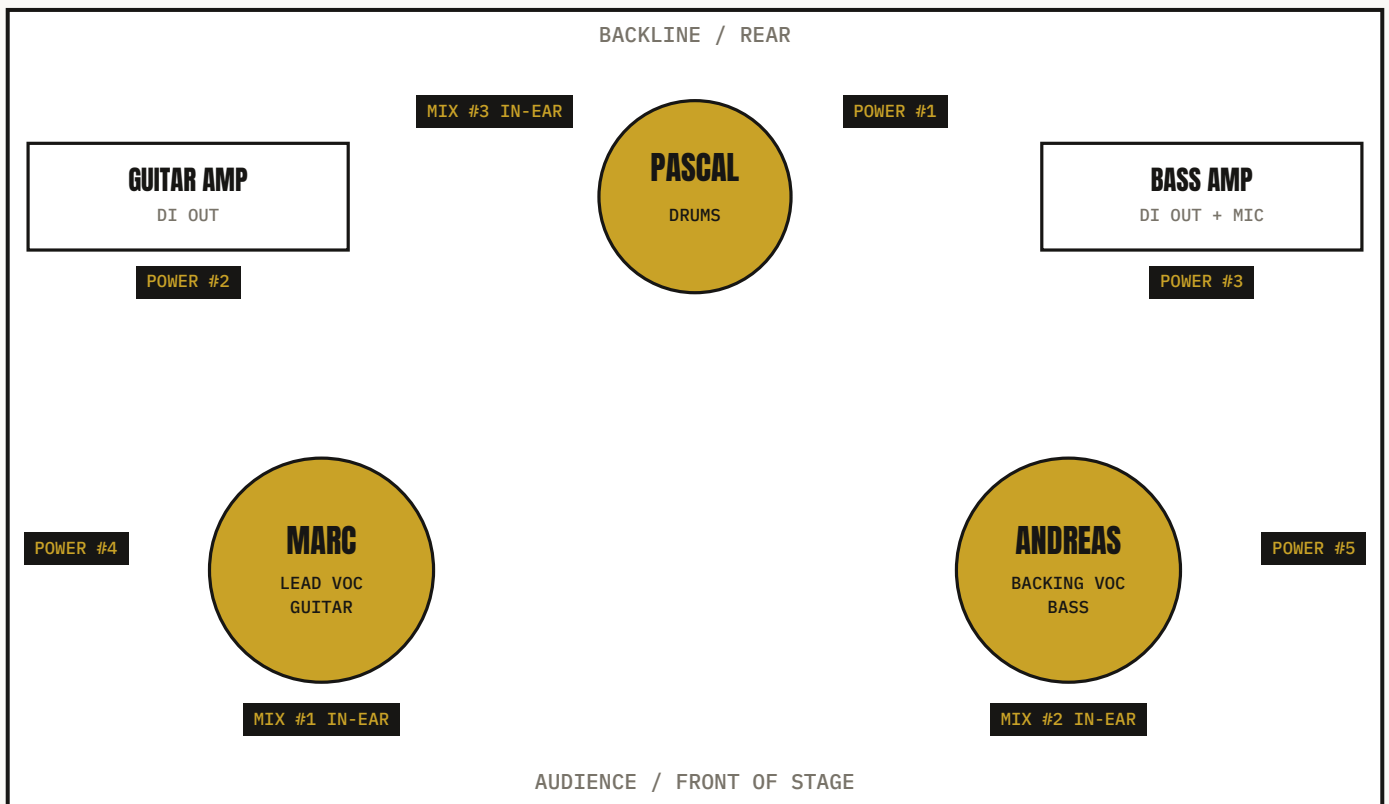 BACKLINE / REAR
MIX #3 IN-EAR
POWER #1
PASCAL
DRUMS
GUITAR AMP
DI OUT
POWER #2
BASS AMP
DI OUT + MIC
POWER #3
POWER #4
MARC
LEAD VOC
GUITAR
MIX #1 IN-EAR
ANDREAS
BACKING VOC
BASS
POWER #5
MIX #2 IN-EAR
AUDIENCE / FRONT OF STAGE